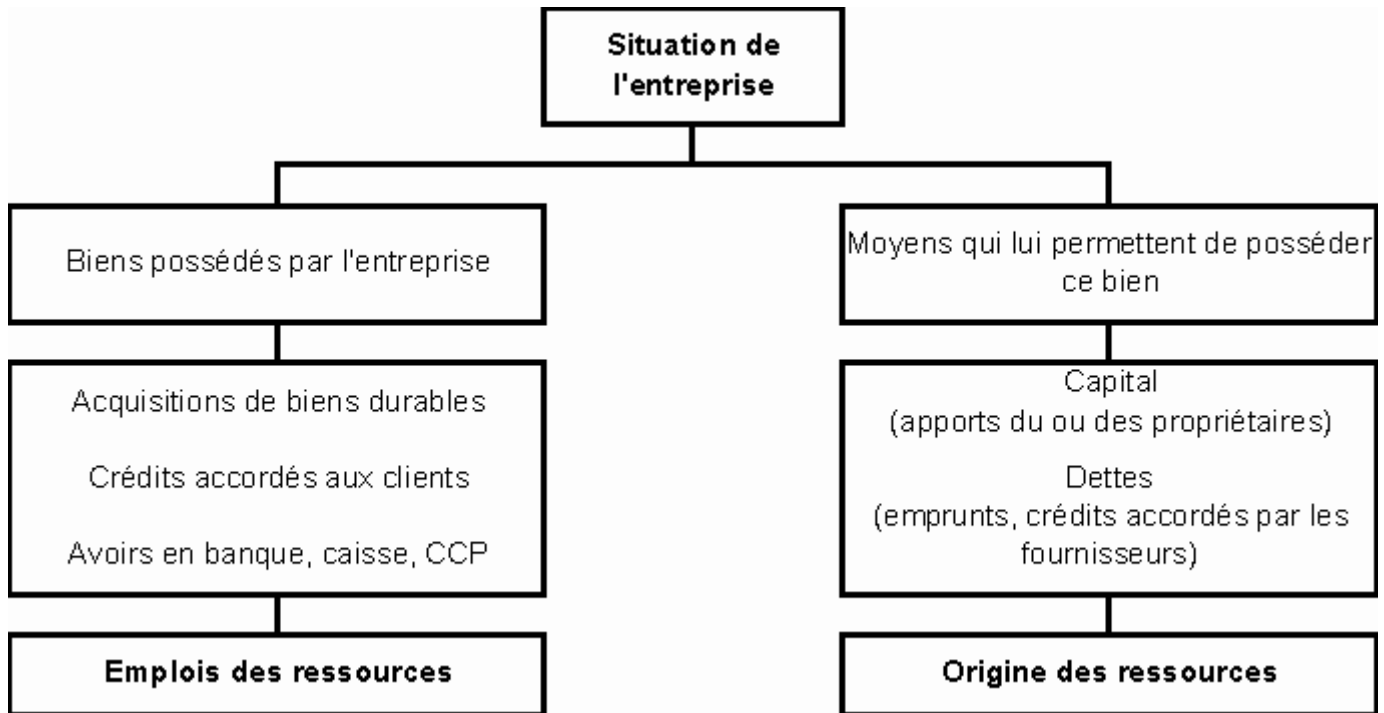 Situation de
l'entreprise
Biens possédés par l'entreprise
Moyens qui lui permettent de posséder
ce bien
Acquisitions de biens durables
Crédits accordés aux clients
Avoirs en banque, caisse, CCP
Capital
(apports du ou des propriétaires)
Dettes
(emprunts, crédits accordés par les
fournisseurs)
Emplois des ressources
Origine des ressources